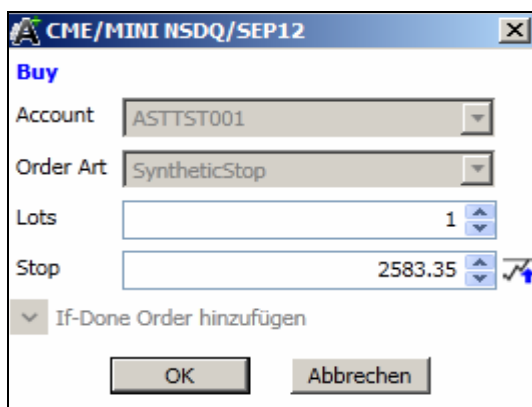 CME/MINI NSDQ/SEP12
Buy
Account ASTTST001
Order Art SyntheticStop
Lots 1
Stop 2583.35
If-Done Order hinzufügen
OK Abbrechen